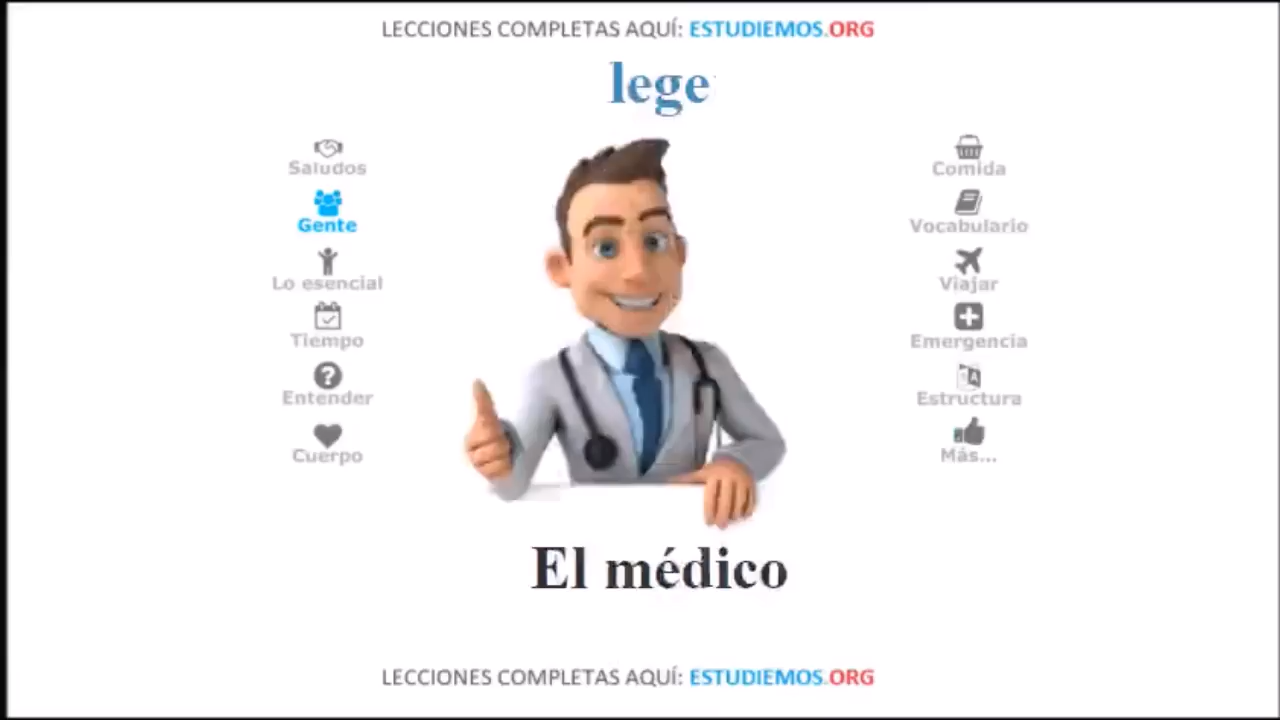 LECCIONES COMPLETAS AQUÍ: ESTUDIEMOS.ORG
lege
Saludos
Gente
Lo esencial
Tiempo
Entender
Cuerpo
Comida
Vocabulario
Viajar
Emergencia
Estructura
Más...
El médico
LECCIONES COMPLETAS AQUÍ: ESTUDIEMOS.ORG